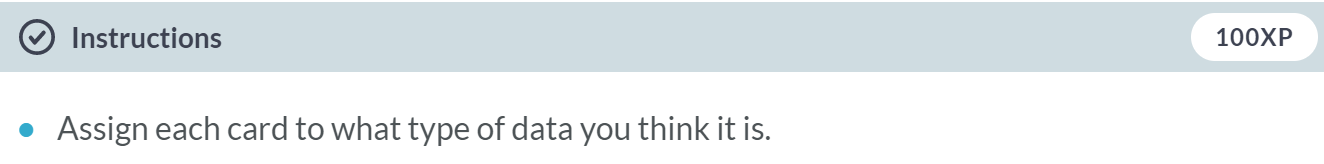 Instructions
100XP
Assign each card to what type of data you think it is.